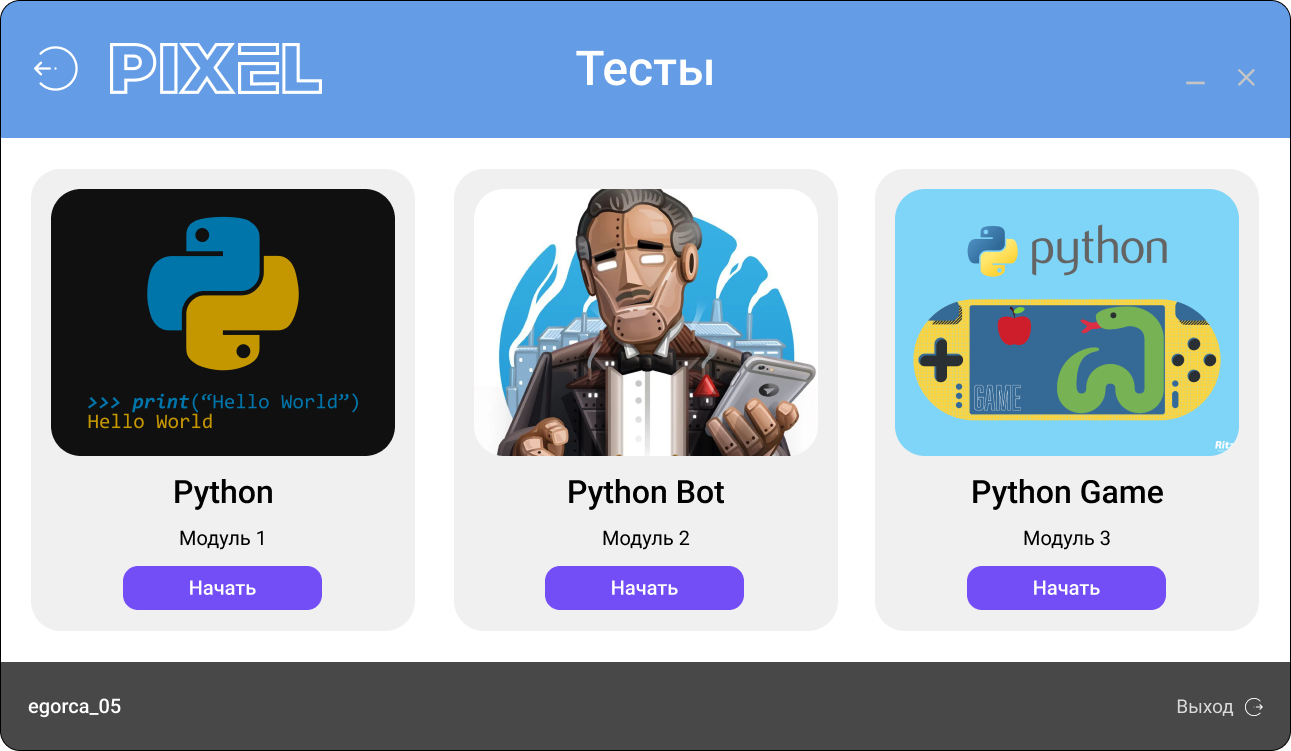 PIXEL
Тесты
>>> print(“Hello World”)
Hello World
python
GAME
Python
Python Bot
Python Game
Модуль 1
Модуль 2
Модуль 3
Начать
Начать
Начать
egorca_05
Выход